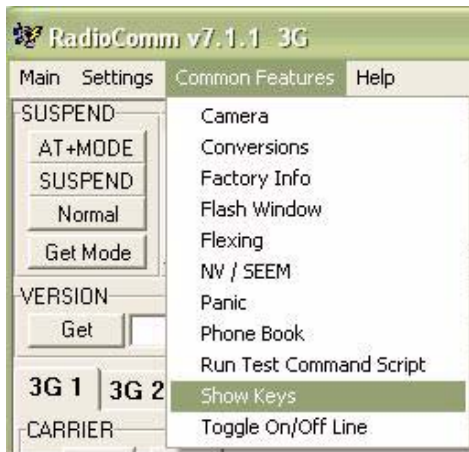 RadioComm v7.1.1 3G
Main Settings Common Features Help
SUSPEND
AT+MODE
SUSPEND
Normal
Get Mode
VERSION
Get
3G 1 3G 2
CARRIER
Camera
Conversions
Factory Info
Flash Window
Flexing
NV / SEEM
Panic
Phone Book
Run Test Command Script
Show Keys
Toggle On/Off Line